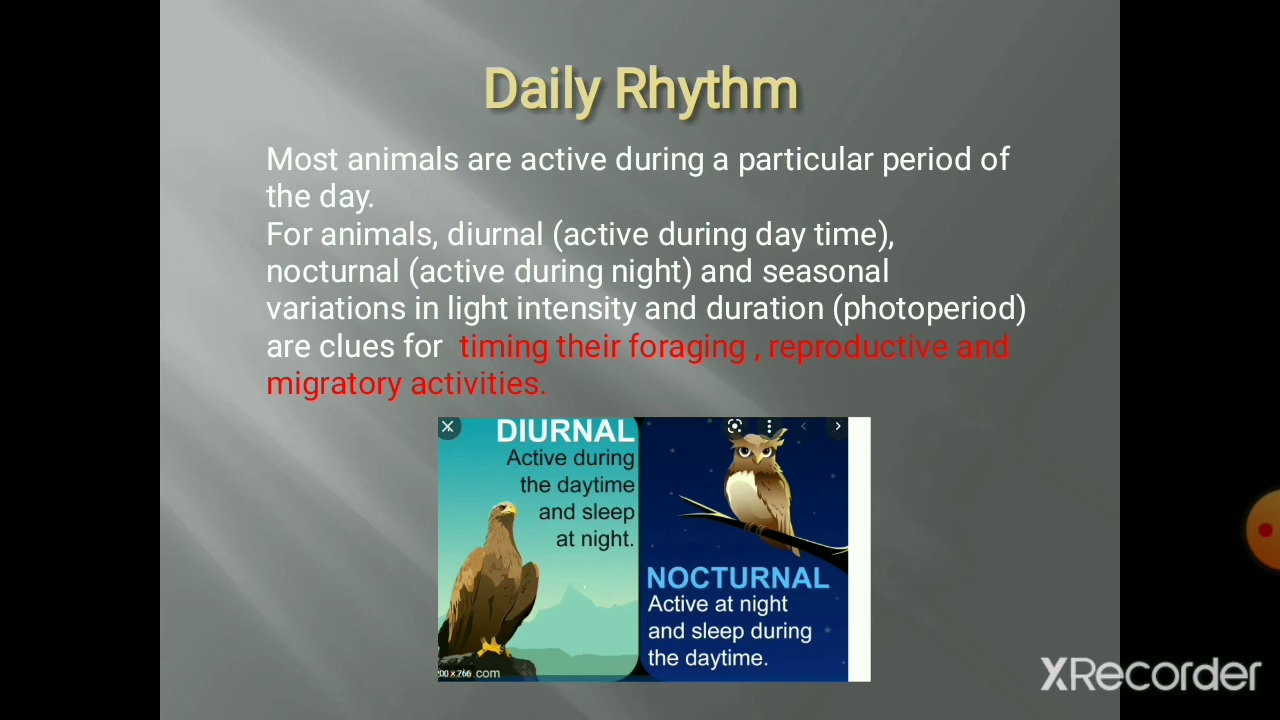 Daily Rhythm
Most animals are active during a particular period of
the day.
For animals, diurnal (active during day time),
nocturnal (active during night) and seasonal
variations in light intensity and duration (photoperiod)
are clues for timing their foraging , reproductive and
migratory activities.
DIURNAL
Active during
the daytime
and sleep
at night.
NOCTURNAL
Active at night
and sleep during
the daytime.
.com
XRecorder